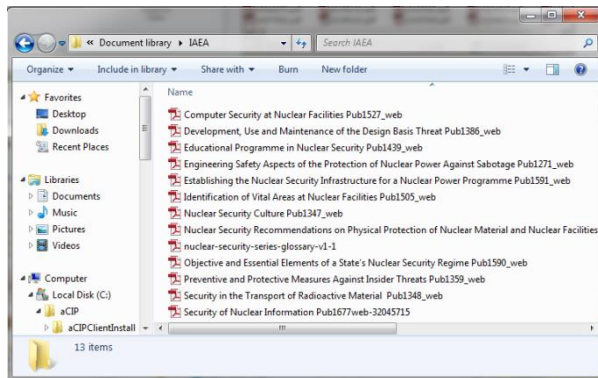 « Document library ▸ IAEA
Search IAEA
Organize Include in library Share with Burn New folder
Favorites
Desktop
Downloads
Recent Places
Libraries
Documents
Music
Pictures
Videos
Computer
Local Disk (C:)
aCIP
aCIPClientInstall
Name
Computer Security at Nuclear Facilities Pub1527_web
Development, Use and Maintenance of the Design Basis Threat Pub1386_web
Educational Programme in Nuclear Security Pub1439_web
Engineering Safety Aspects of the Protection of Nuclear Power Against Sabotage Pub1271_web
Establishing the Nuclear Security Infrastructure for a Nuclear Power Programme Pub1591_web
Identification of Vital Areas at Nuclear Facilities Pub1505_web
Nuclear Security Culture Pub1347_web
Nuclear Security Recommendations on Physical Protection of Nuclear Material and Nuclear Facilities
nuclear-security-series-glossary-v1-1
Objective and Essential Elements of a State's Nuclear Security Regime Pub1590_web
Preventive and Protective Measures Against Insider Threats Pub1359_web
Security in the Transport of Radioactive Material Pub1348_web
Security of Nuclear Information Pub1677web-32045715
13 items